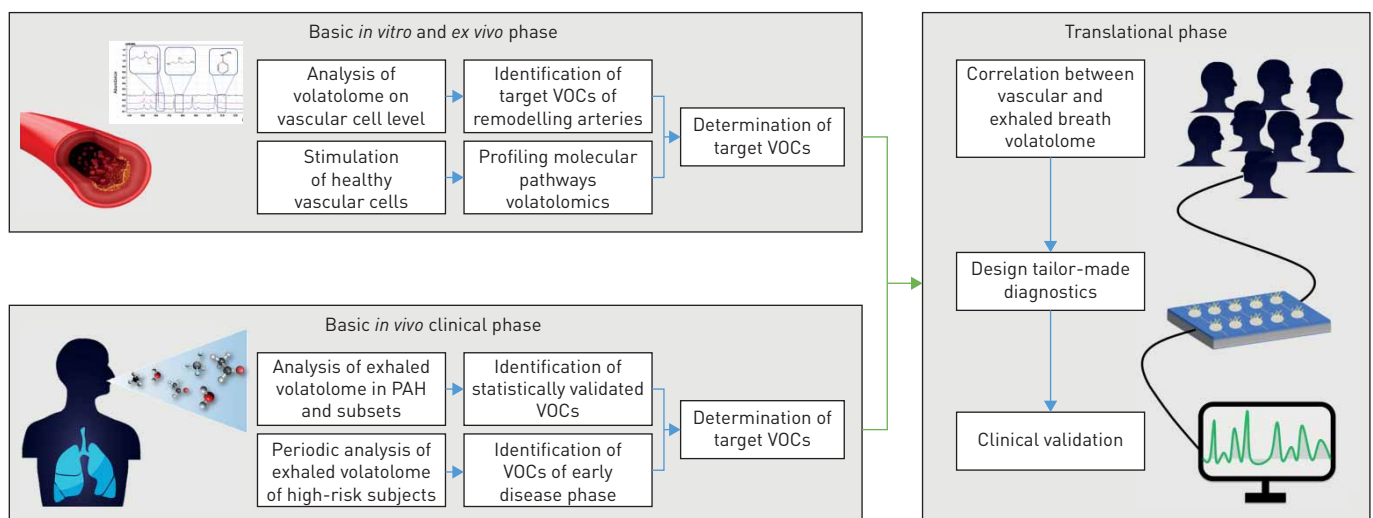 Basic in vitro and ex vivo phase
Abundance
Analysis of
volatolome on
vascular cell level
Identification of
target VOCs of
remodelling arteries
Stimulation
of healthy
vascular cells
Profiling molecular
pathways
volatolomics
Determination of
target VOCs
Basic in vivo clinical phase
Analysis of exhaled
volatolome in PAH
and subsets
Identification of
statistically validated
VOCs
Periodic analysis of
exhaled volatolome
of high-risk subjects
Identification of
VOCs of early
disease phase
Determination of
target VOCs
Translational phase
Correlation between
vascular and
exhaled breath
volatolome
Design tailor-made
diagnostics
Clinical validation